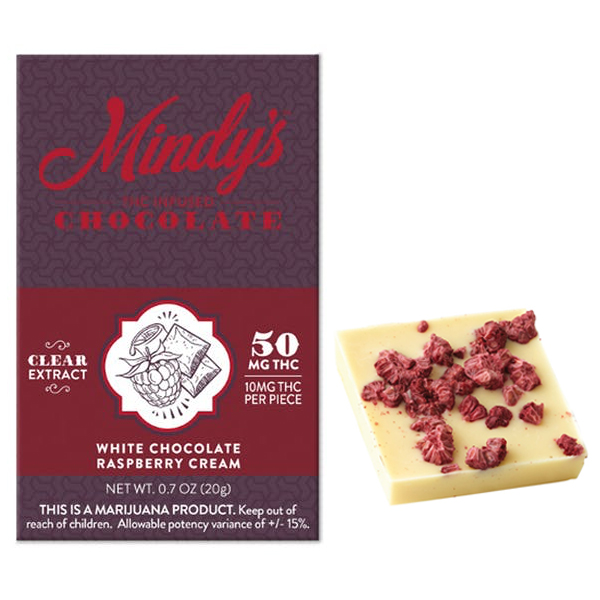 Mindy's
THC INFUSED
CHOCOLATE
CLEAR
EXTRACT
50
MG THC
10MG THC
PER PIECE
WHITE CHOCOLATE
RASPBERRY CREAM
NET WT. 0.7 OZ (20g)
THIS IS A MARIJUANA PRODUCT. Keep out of
reach of children. Allowable potency variance of +/- 15%.